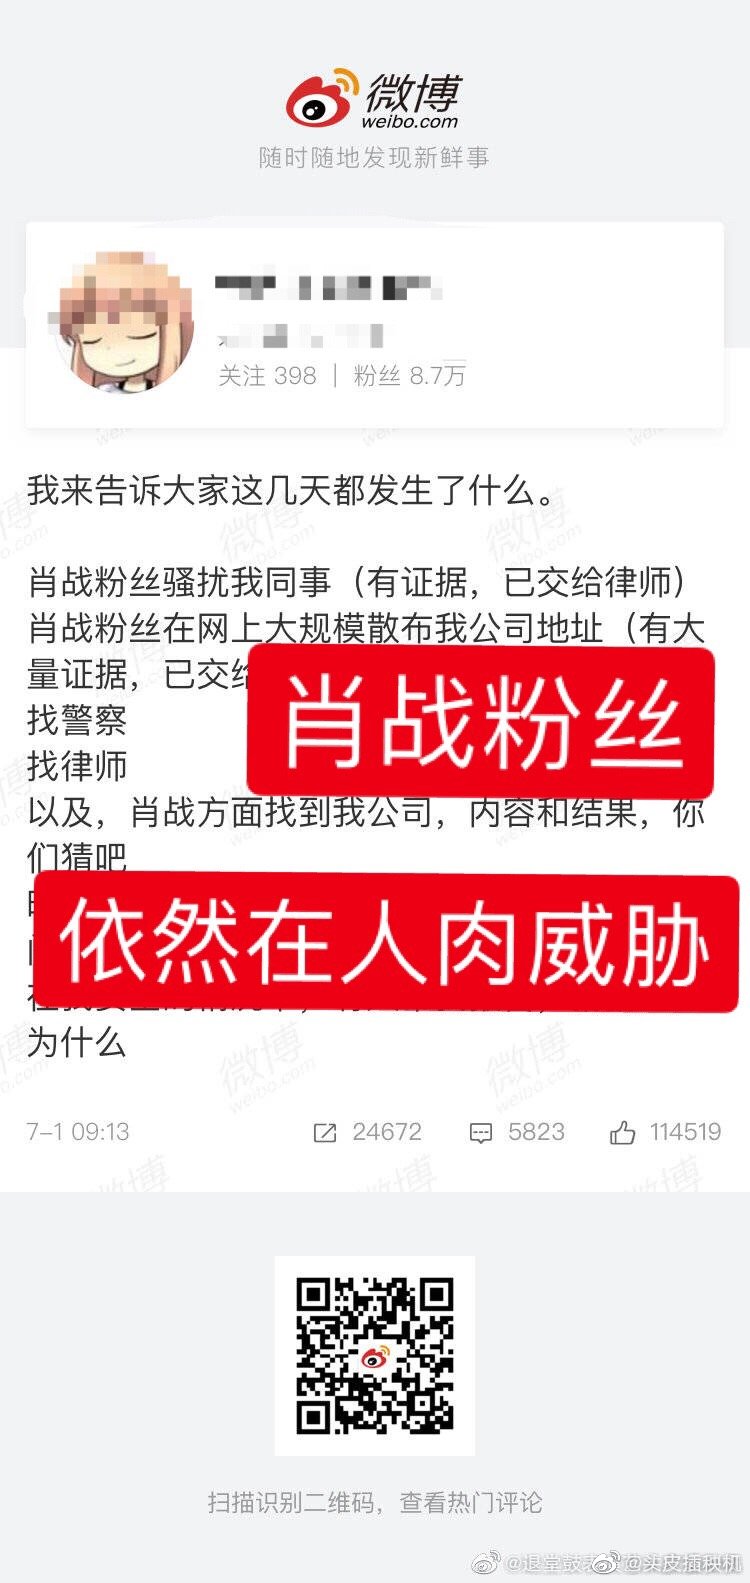 微博
weibo.com
随时随地发现新鲜事
关注 398 | 粉丝 8.7万
我来告诉大家这几天都发生了什么。
肖战粉丝骚扰我同事（有证据，已交给律师）
肖战粉丝在网上大规模散布我公司地址（有大
量证据，已交给
肖战粉丝
找警察
找律师
以及，肖战方面找到我公司，内容和结果，你
们猜吧
依然在人肉威胁
为什么
7-1 09:13 24672 5823 114519
扫描识别二维码，查看热门评论
@退堂鼓表 @头皮插秧机